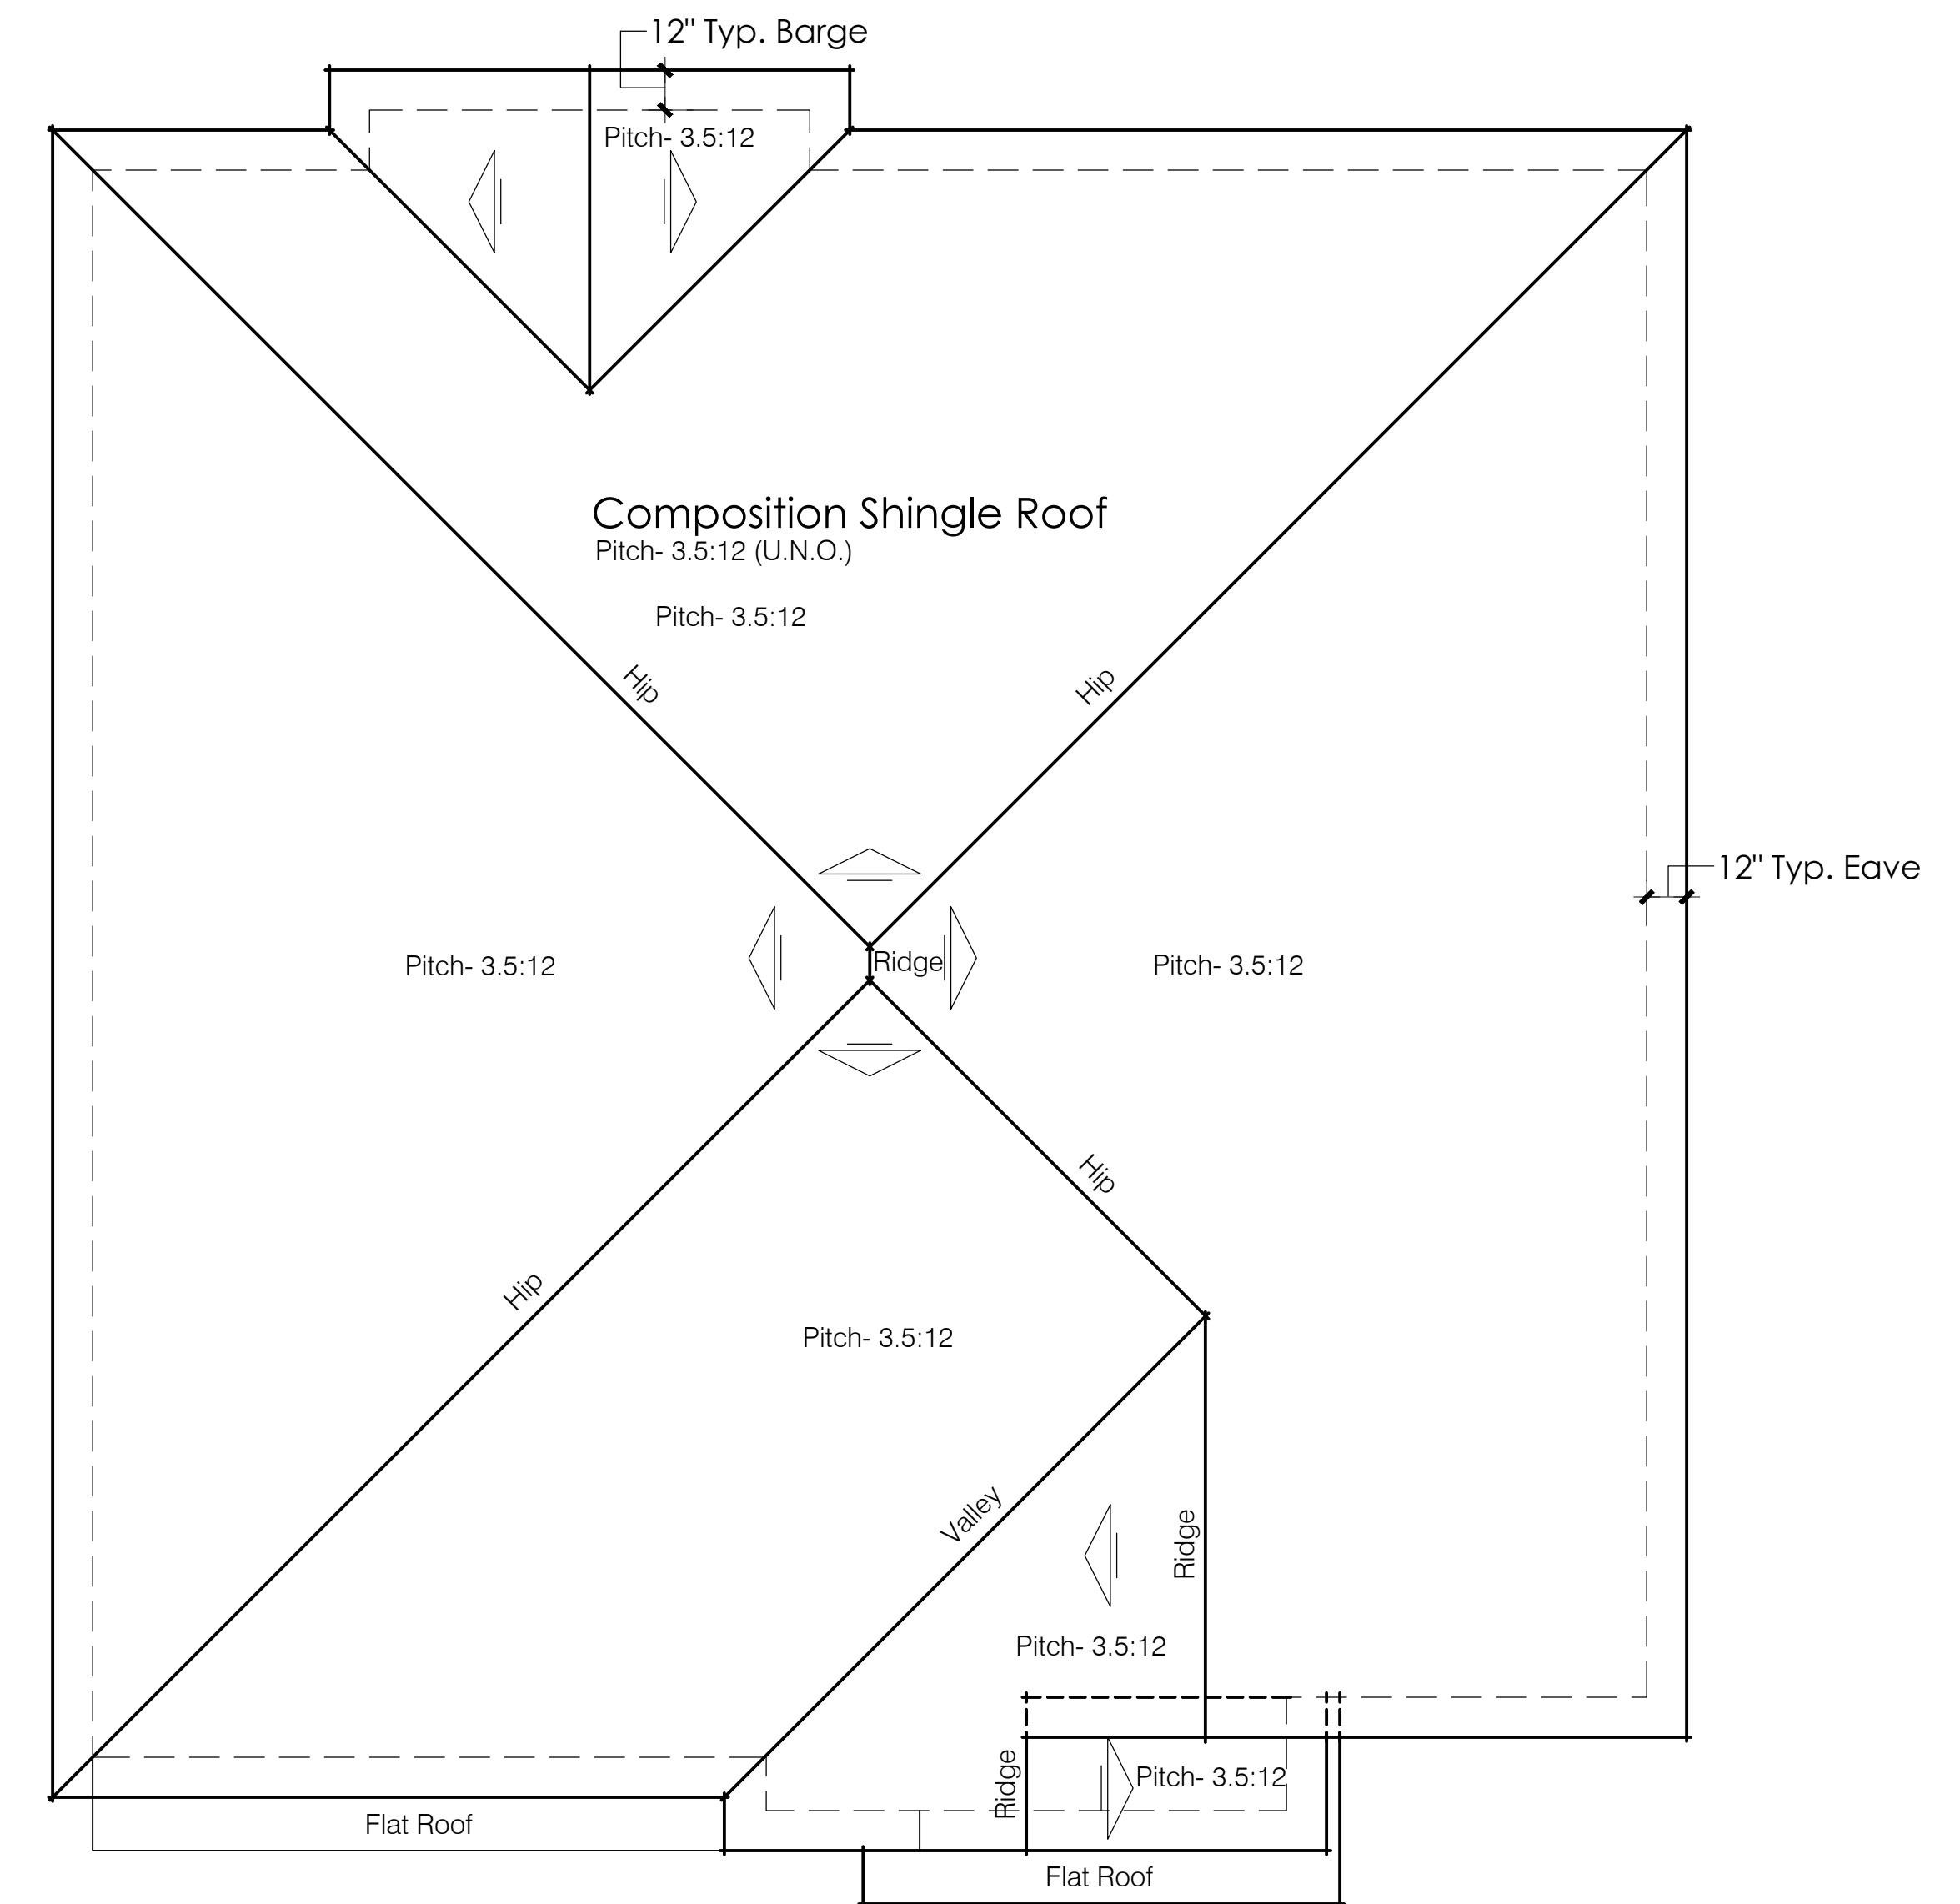 12" Typ. Barge
Pitch- 3.5:12
Composition Shingle Roof
Pitch- 3.5:12 (U.N.O.)
Pitch- 3.5:12
Hip
Hip
12" Typ. Eave
Pitch- 3.5:12
Ridge
Pitch- 3.5:12
Hip
Hip
Pitch- 3.5:12
Valley
Ridge
Pitch- 3.5:12
Ridge
Pitch- 3.5:12
Flat Roof
Flat Roof